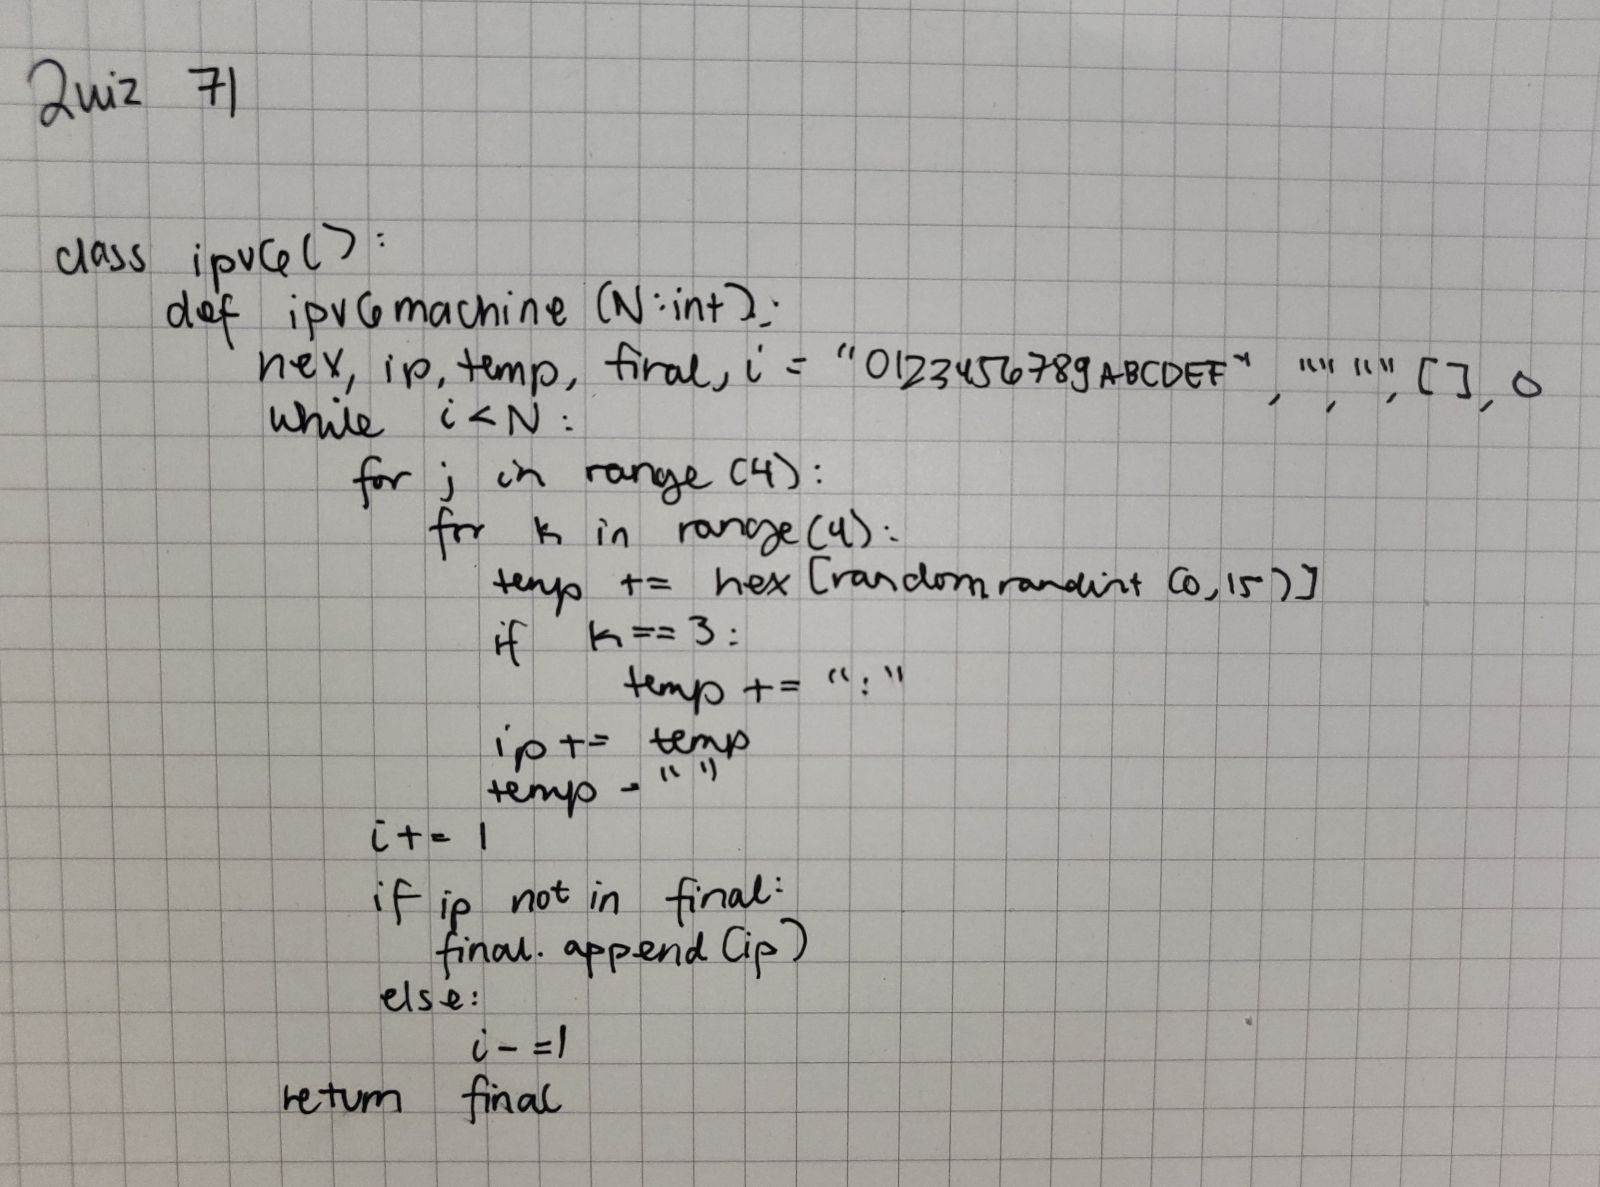 Quiz 71
class ipv6():
def ipv6machine (N:int):
hex, ip, temp, final, i = "0123456789ABCDEF", "", "", [], 0
while i<N:
for j in range (4):
for k in range(4):
temp += hex [random.randint (0,15)]
if k==3:
temp += ":"
ip += temp
temp = ""
i += 1
if ip not in final:
final.append(ip)
else:
i-=1
return final